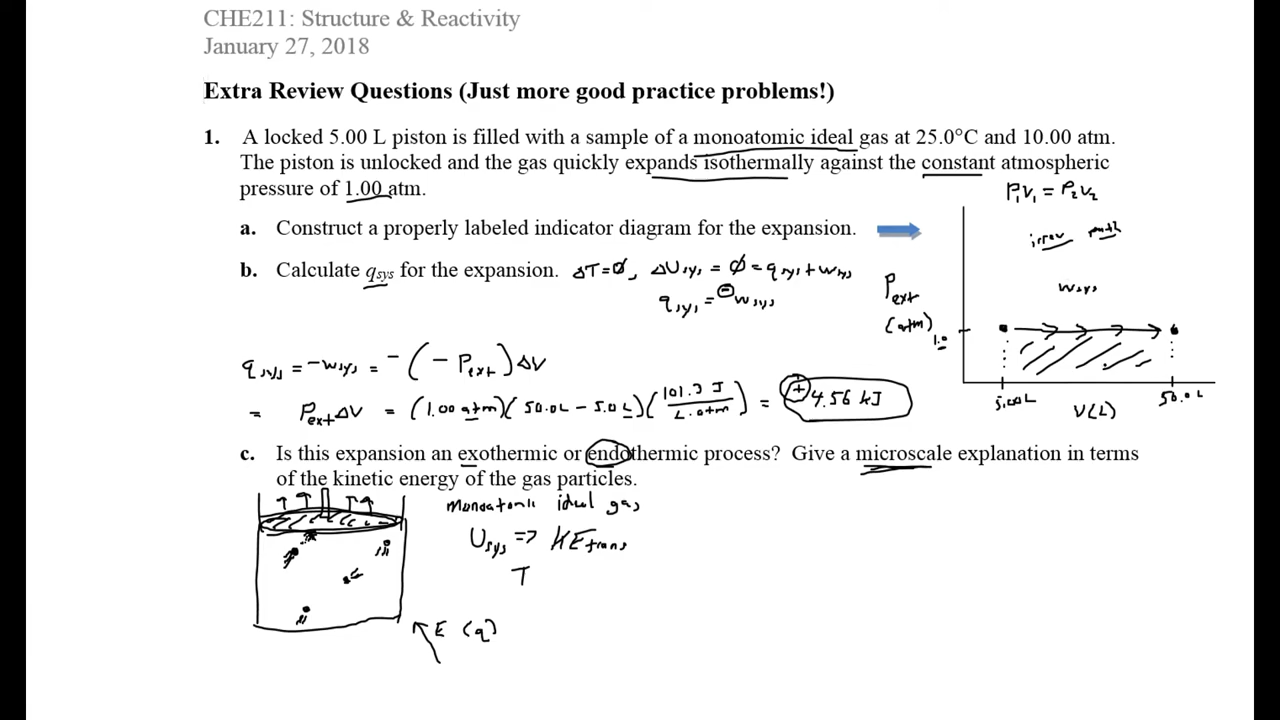 CHE211: Structure & Reactivity
January 27, 2018
Extra Review Questions (Just more good practice problems!)
1. A locked 5.00 L piston is filled with a sample of a monoatomic ideal gas at 25.0°C and 10.00 atm.
The piston is unlocked and the gas quickly expands isothermally against the constant atmospheric
pressure of 1.00 atm.
P₁V₁ = P₂V₂
a. Construct a properly labeled indicator diagram for the expansion.
irrev path
b. Calculate qsys for the expansion. ΔT=∅, ΔUsys = ∅ = qsys + wsys
qsys = ⊖wsys
wsys
Pext
(atm)
1.0
5.00L
V(L)
50.0L
qsys = -wsys = -(-Pext)ΔV
= PextΔV = (1.00 atm)(50.0L - 5.0L)(101.3 J / L·atm) = + 4.56 kJ
c. Is this expansion an exothermic or endothermic process? Give a microscale explanation in terms
of the kinetic energy of the gas particles.
monoatomic ideal gas
Usys => KEtrans
T
E (q)